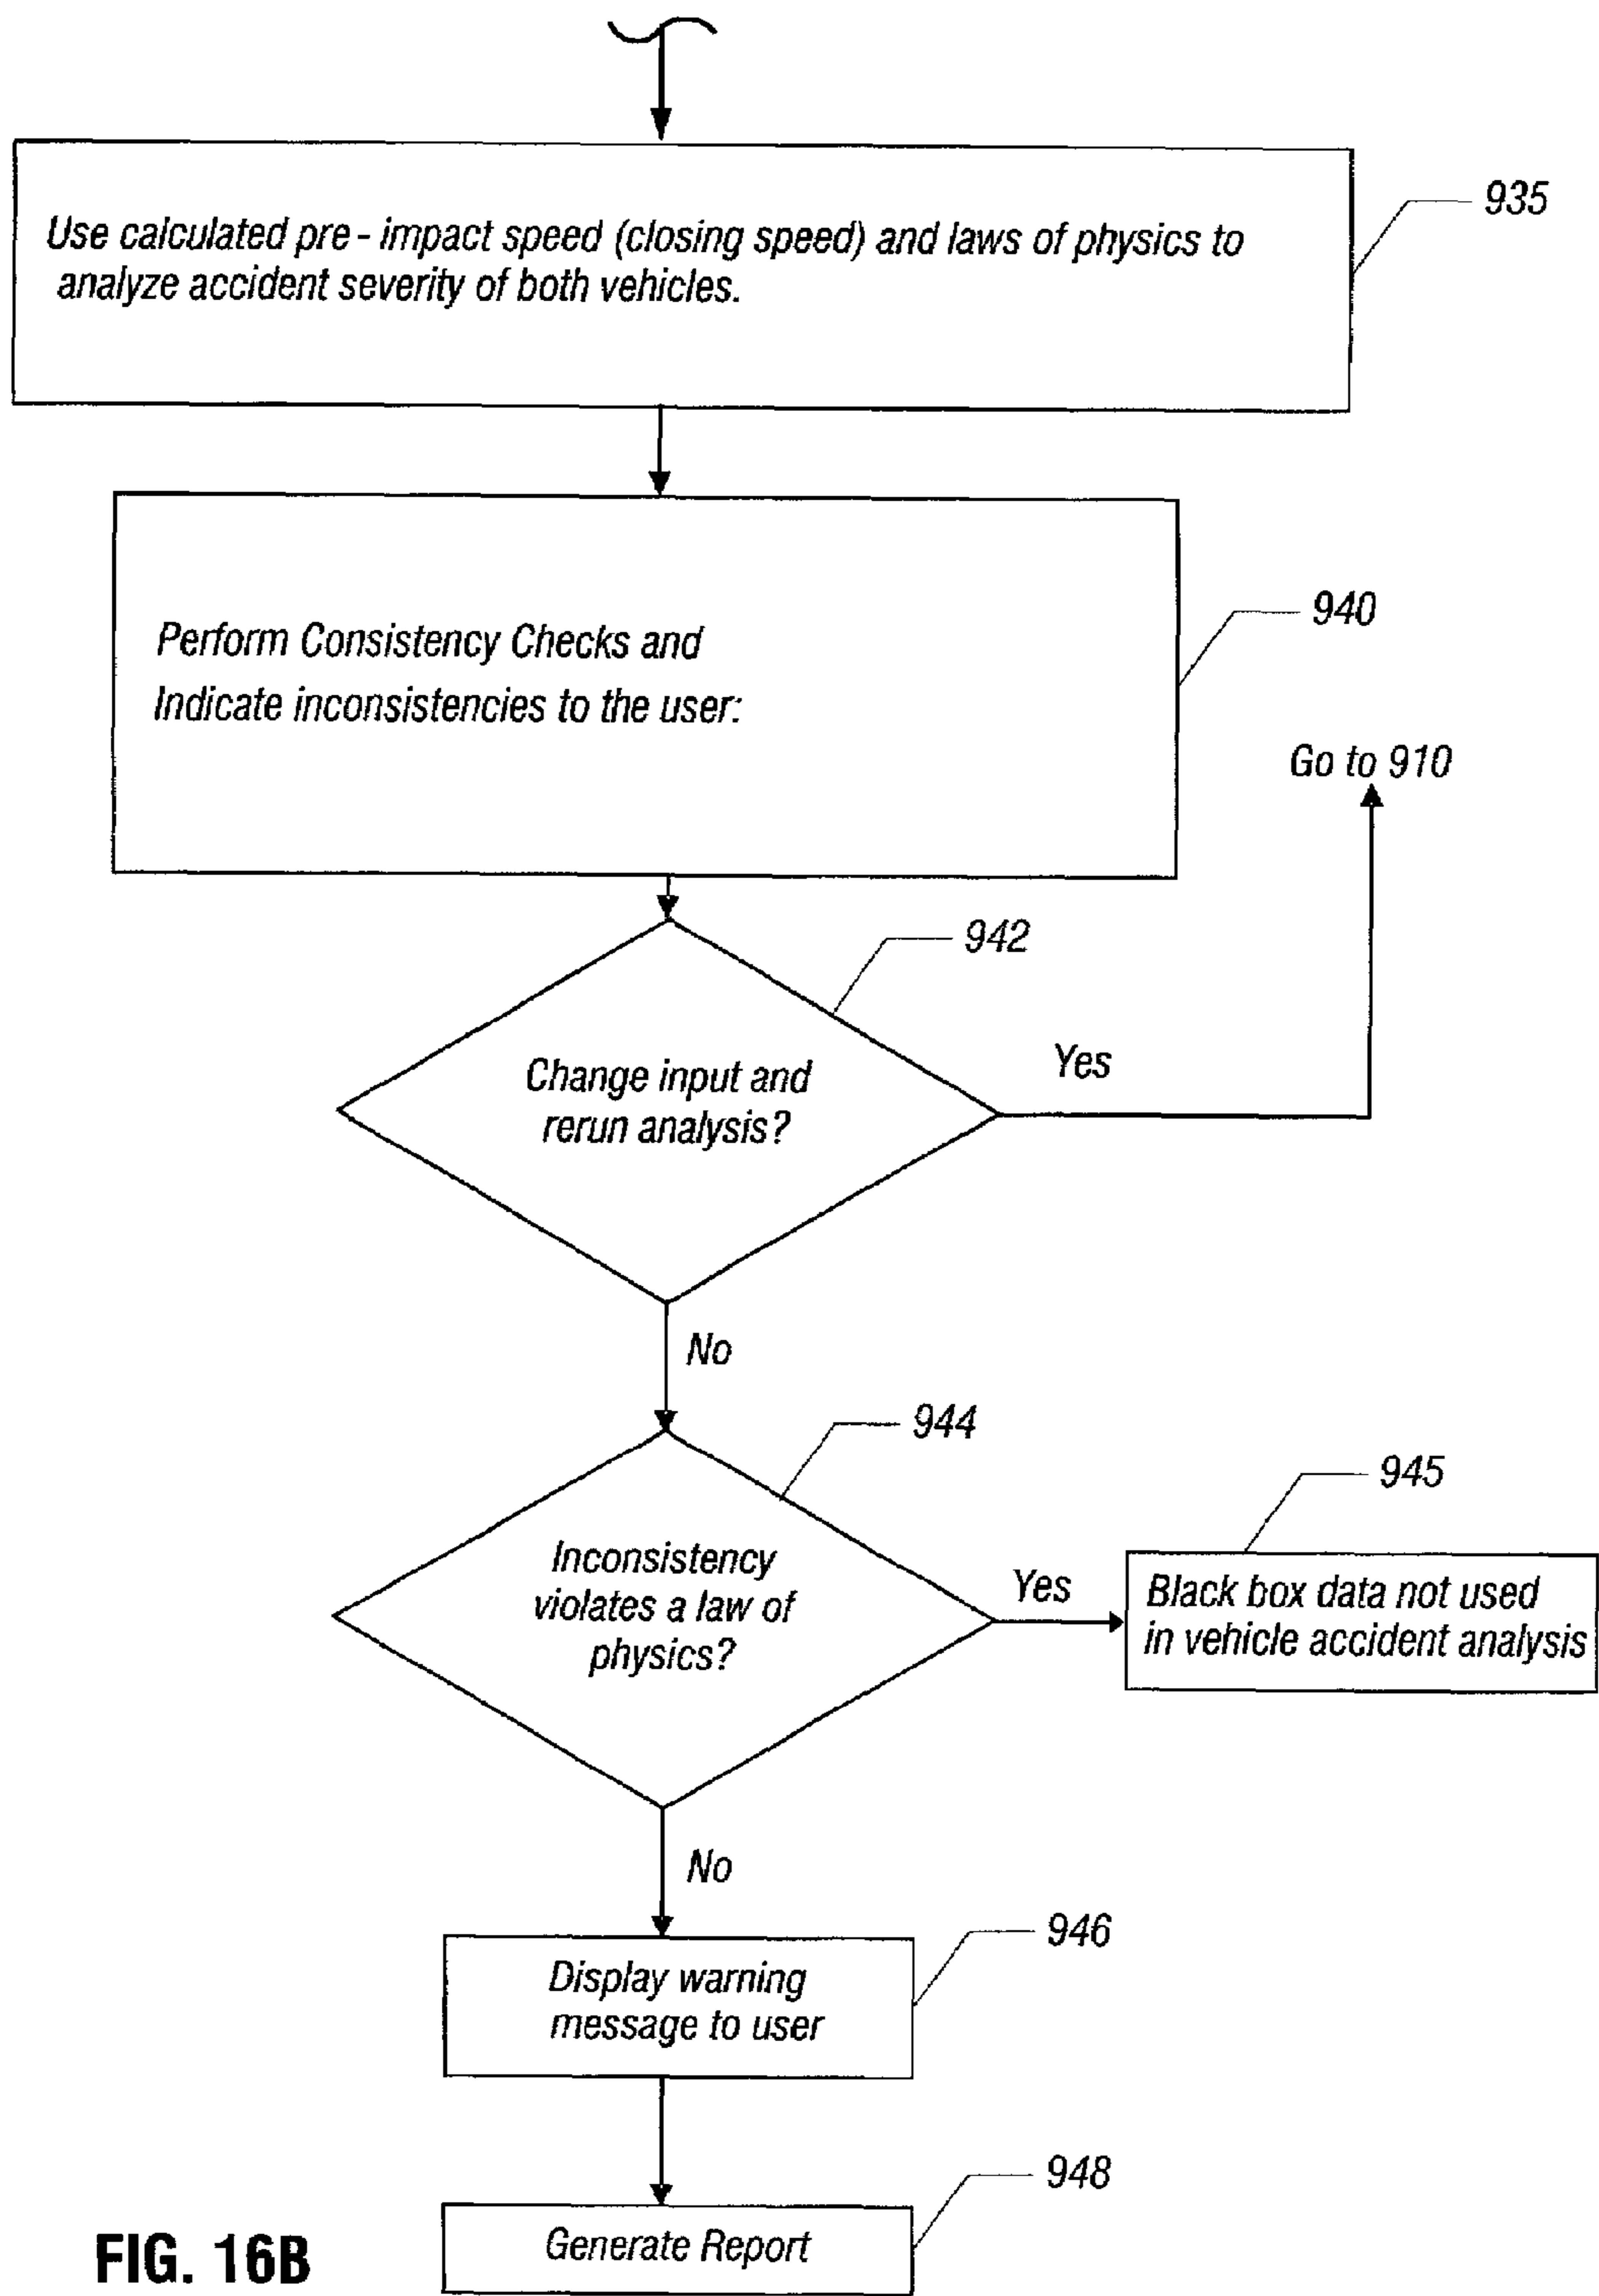 Use calculated pre - impact speed (closing speed) and laws of physics to
analyze accident severity of both vehicles.
935
Perform Consistency Checks and
Indicate inconsistencies to the user:
940
Go to 910
942
Change input and
rerun analysis?
Yes
No
944
Inconsistency
violates a law of
physics?
Yes
945
Black box data not used
in vehicle accident analysis
No
946
Display warning
message to user
948
Generate Report
FIG. 16B